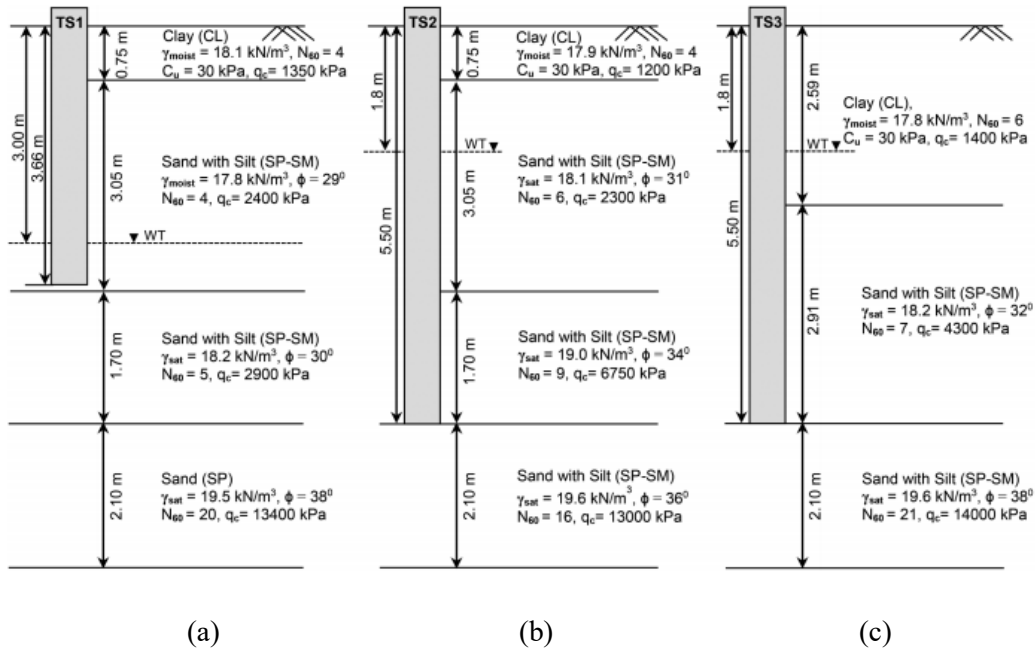 TS1
0.75 m
3.00 m
3.66 m
3.05 m
1.70 m
2.10 m
Clay (CL)
γmoist = 18.1 kN/m³, N60 = 4
Cu = 30 kPa, qc = 1350 kPa
Sand with Silt (SP-SM)
γmoist = 17.8 kN/m³, ϕ = 29⁰
N60 = 4, qc = 2400 kPa
WT
Sand with Silt (SP-SM)
γsat = 18.2 kN/m³, ϕ = 30⁰
N60 = 5, qc = 2900 kPa
Sand (SP)
γsat = 19.5 kN/m³, ϕ = 38⁰
N60 = 20, qc = 13400 kPa
(a)
TS2
0.75 m
1.8 m
5.50 m
3.05 m
1.70 m
2.10 m
Clay (CL)
γmoist = 17.9 kN/m³, N60 = 4
Cu = 30 kPa, qc = 1200 kPa
WT
Sand with Silt (SP-SM)
γsat = 18.1 kN/m³, ϕ = 31⁰
N60 = 6, qc = 2300 kPa
Sand with Silt (SP-SM)
γsat = 19.0 kN/m³, ϕ = 34⁰
N60 = 9, qc = 6750 kPa
Sand with Silt (SP-SM)
γsat = 19.6 kN/m³, ϕ = 36⁰
N60 = 16, qc = 13000 kPa
(b)
TS3
1.8 m
2.59 m
5.50 m
2.91 m
2.10 m
Clay (CL),
γmoist = 17.8 kN/m³, N60 = 6
Cu = 30 kPa, qc = 1400 kPa
WT
Sand with Silt (SP-SM)
γsat = 18.2 kN/m³, ϕ = 32⁰
N60 = 7, qc = 4300 kPa
Sand with Silt (SP-SM)
γsat = 19.6 kN/m³, ϕ = 38⁰
N60 = 21, qc = 14000 kPa
(c)